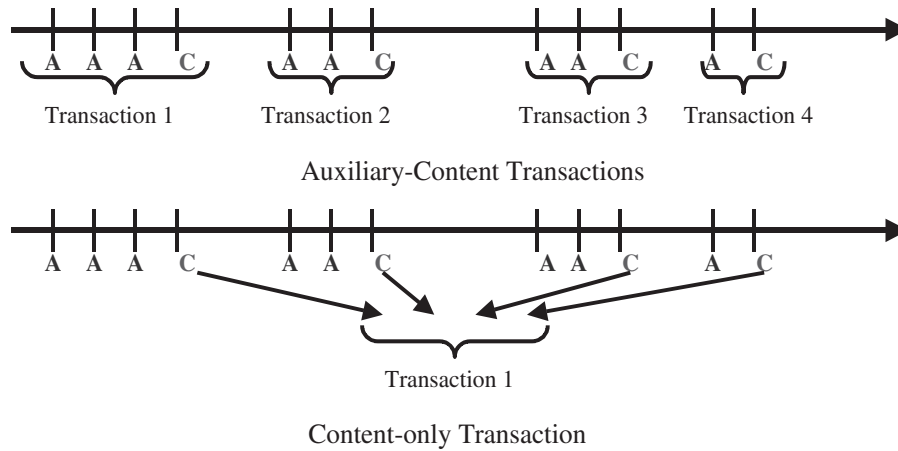 A A A C A A C A A C A C
Transaction 1 Transaction 2 Transaction 3 Transaction 4
Auxiliary-Content Transactions
A A A C A A C A A C A C
Transaction 1
Content-only Transaction